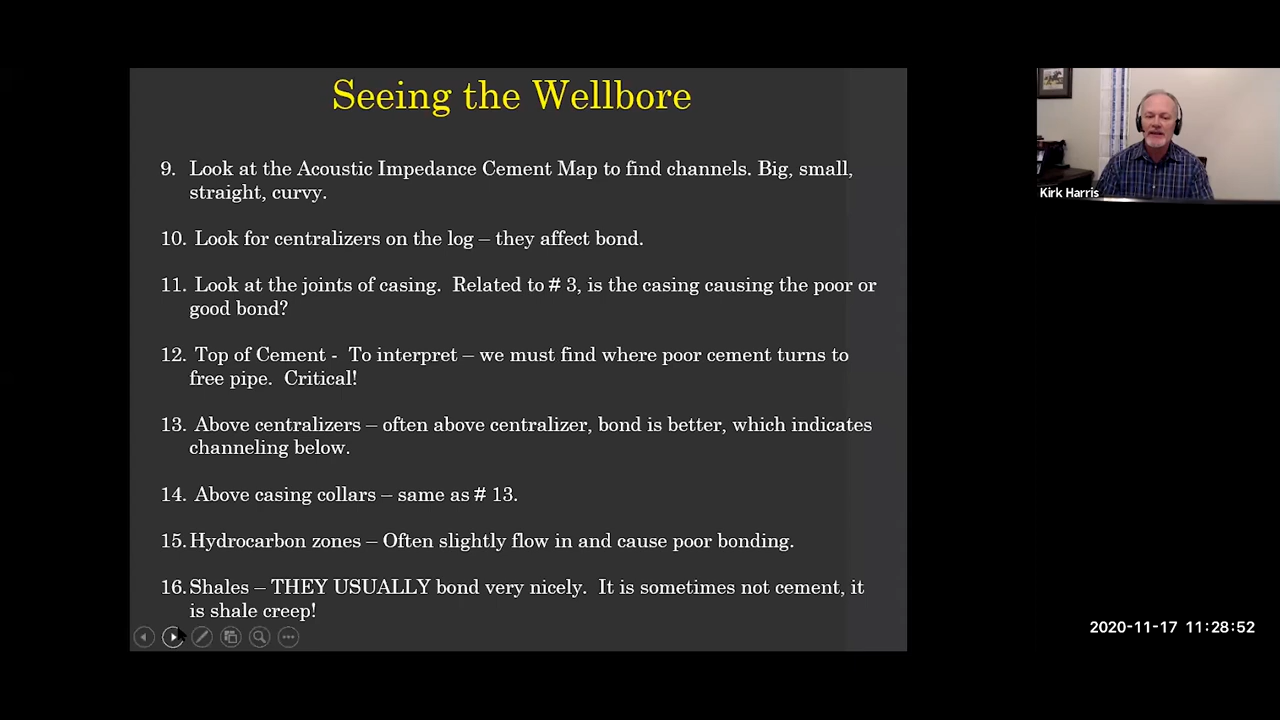 Seeing the Wellbore
9. Look at the Acoustic Impedance Cement Map to find channels. Big, small,
straight, curvy.
10. Look for centralizers on the log – they affect bond.
11. Look at the joints of casing. Related to # 3, is the casing causing the poor or
good bond?
12. Top of Cement - To interpret – we must find where poor cement turns to
free pipe. Critical!
13. Above centralizers – often above centralizer, bond is better, which indicates
channeling below.
14. Above casing collars – same as # 13.
15. Hydrocarbon zones – Often slightly flow in and cause poor bonding.
16. Shales – THEY USUALLY bond very nicely. It is sometimes not cement, it
is shale creep!
Kirk Harris
2020-11-17 11:28:52